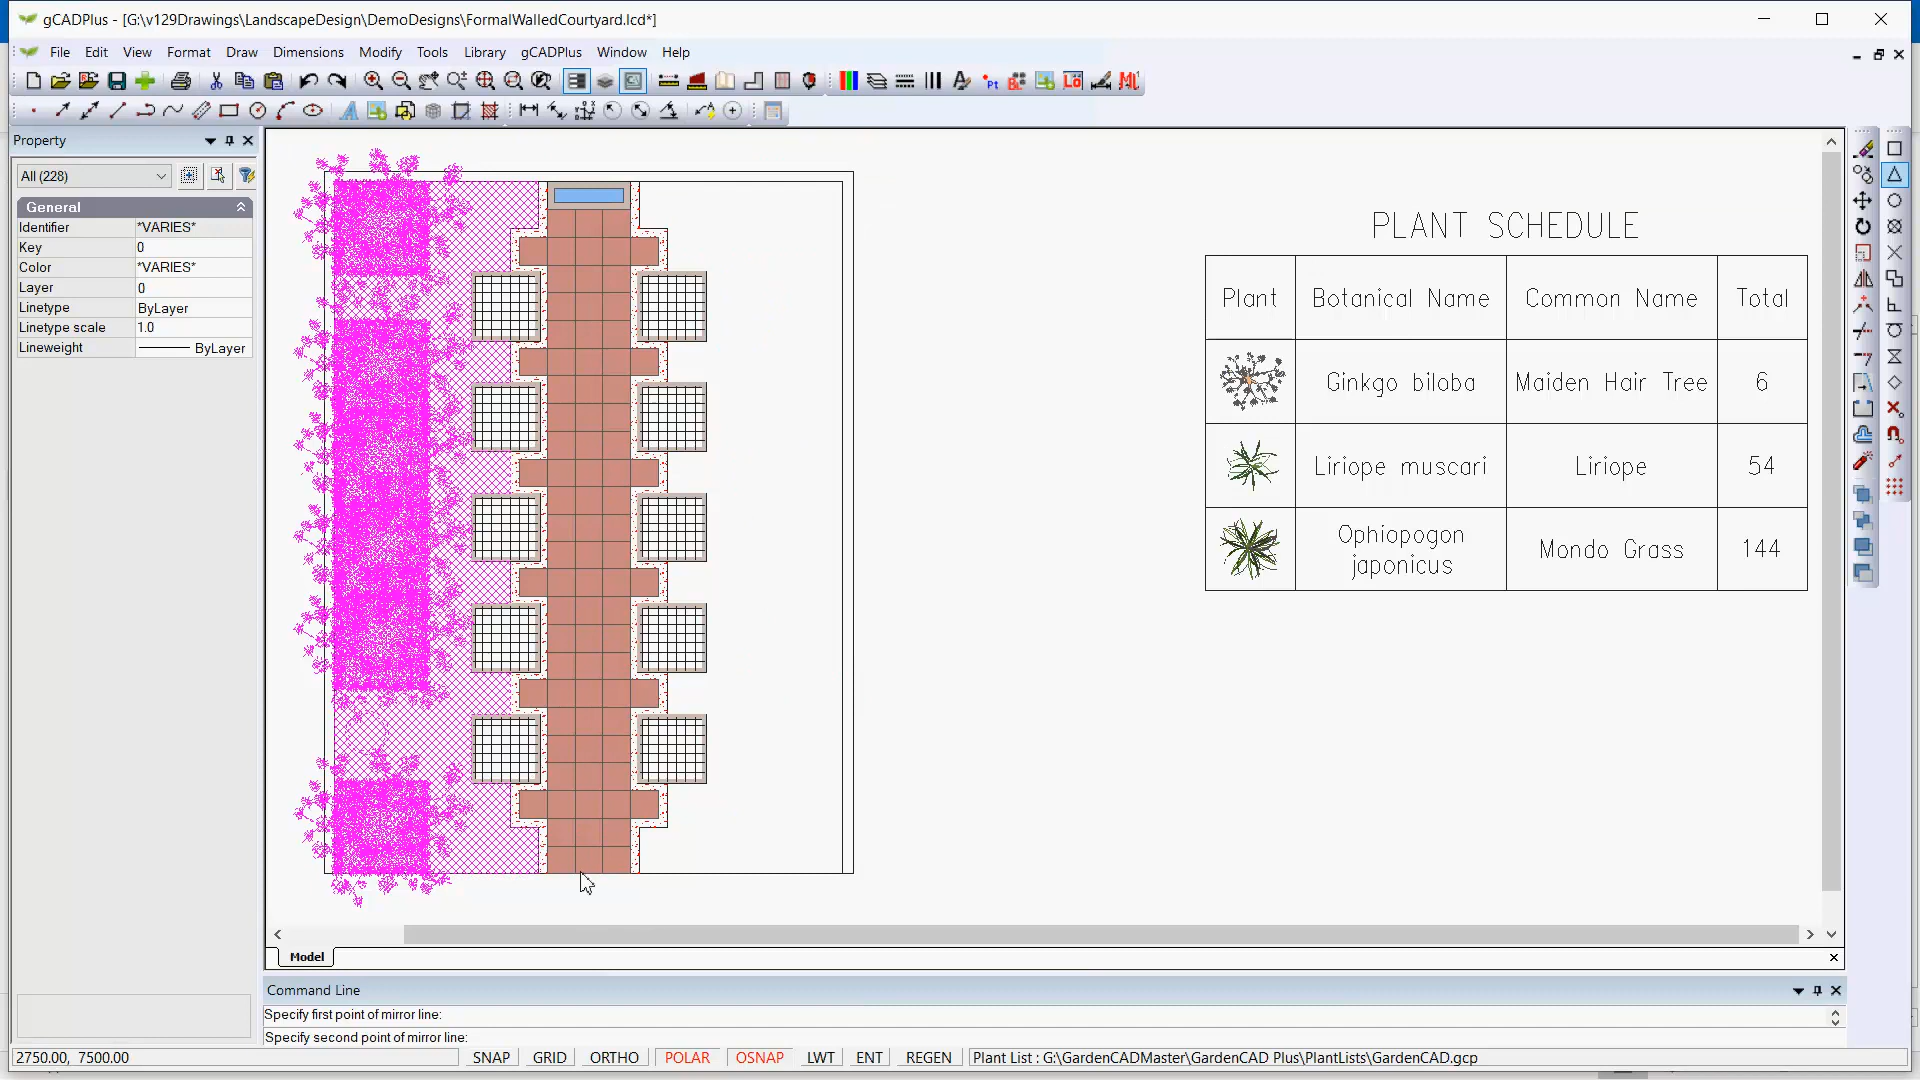 gCADPlus - [G:\v129Drawings\LandscapeDesign\DemoDesigns\FormalWalledCourtyard.lcd*]
File Edit View Format Draw Dimensions Modify Tools Library gCADPlus Window Help
Property
All (228)
General
Identifier *VARIES*
Key 0
Color *VARIES*
Layer 0
Linetype ByLayer
Linetype scale 1.0
Lineweight ByLayer
PLANT SCHEDULE
Plant Botanical Name Common Name Total
Ginkgo biloba Maiden Hair Tree 6
Liriope muscari Liriope 54
Ophiopogon japonicus Mondo Grass 144
Model
Command Line
Specify first point of mirror line:
Specify second point of mirror line:
2750.00, 7500.00 SNAP GRID ORTHO POLAR OSNAP LWT ENT REGEN Plant List : G:\GardenCADMaster\GardenCAD Plus\PlantLists\GardenCAD.gcp